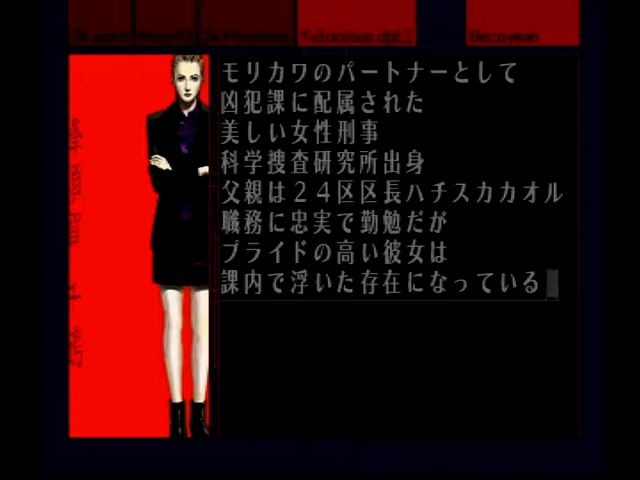 Decoyman
モリカワのパートナーとして
凶犯課に配属された
美しい女性刑事
科学捜査研究所出身
父親は２４区区長ハチスカカオル
職務に忠実で勤勉だが
プライドの高い彼女は
課内で浮いた存在になっている